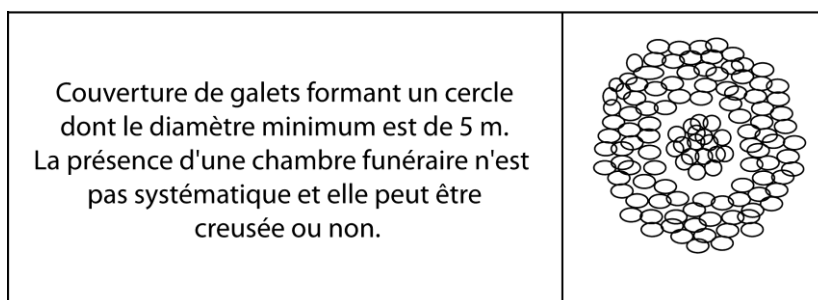 Couverture de galets formant un cercle
dont le diamètre minimum est de 5 m.
La présence d'une chambre funéraire n'est
pas systématique et elle peut être
creusée ou non.